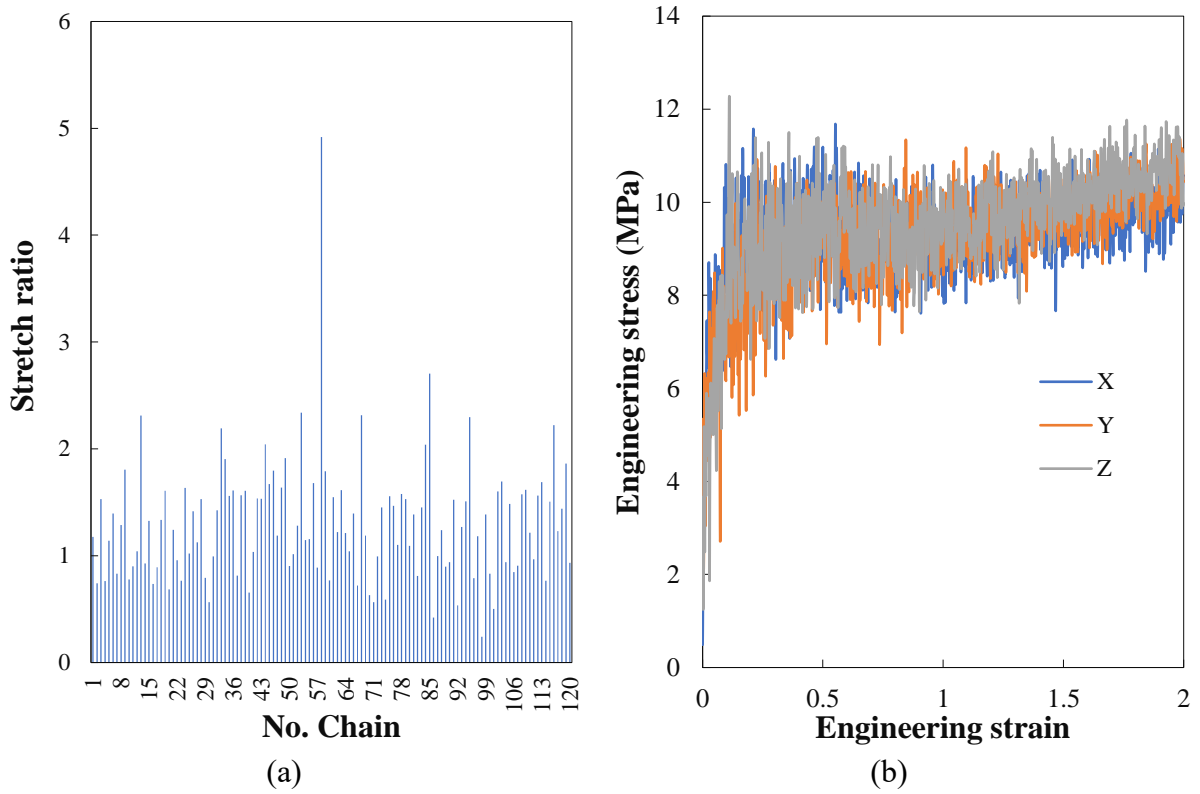 Stretch ratio
6
5
4
3
2
1
0
1 8 15 22 29 36 43 50 57 64 71 78 85 92 99 106 113 120
No. Chain
(a)
Engineering stress (MPa)
14
12
10
8
6
4
2
0
X
Y
Z
0 0.5 1 1.5 2
Engineering strain
(b)